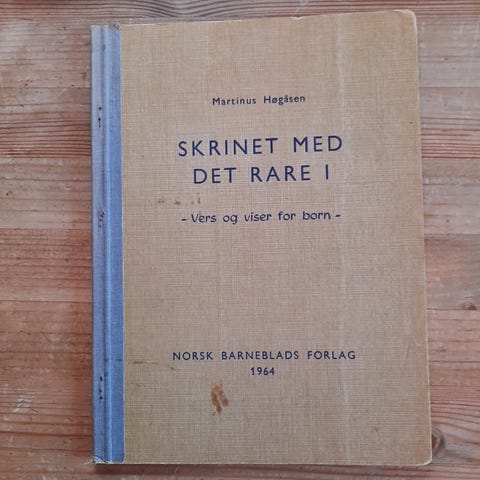 Martinus Høgåsen
SKRINET MED
DET RARE I
- Vers og viser for born -
NORSK BARNEBLADS FORLAG
1964